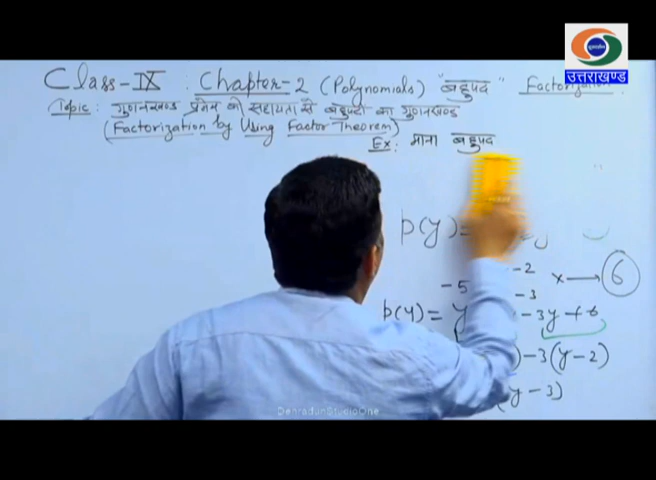 उत्तराखण्ड
Class-IX : Chapter-2 (Polynomials) "बहुपद" Factorization
Topic: गुणनखण्ड प्रमेय की सहायता से बहुपदों का गुणनखण्ड
(Factorization by Using Factor Theorem)
Ex: माना बहुपद
p(y) =
-2
-5 x → 6
-3
p(y) = y - 3y + 6
) - 3(y - 2)
y - 3)
DehradunStudioOne